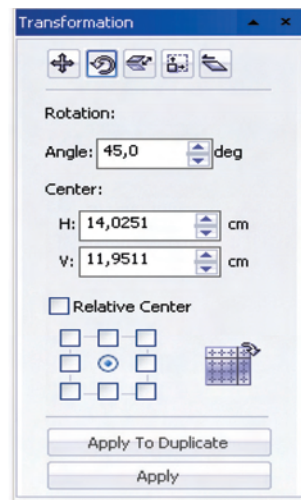 Transformation
Rotation:
Angle: 45,0 deg
Center:
H: 14,0251 cm
V: 11,9511 cm
Relative Center
Apply To Duplicate
Apply